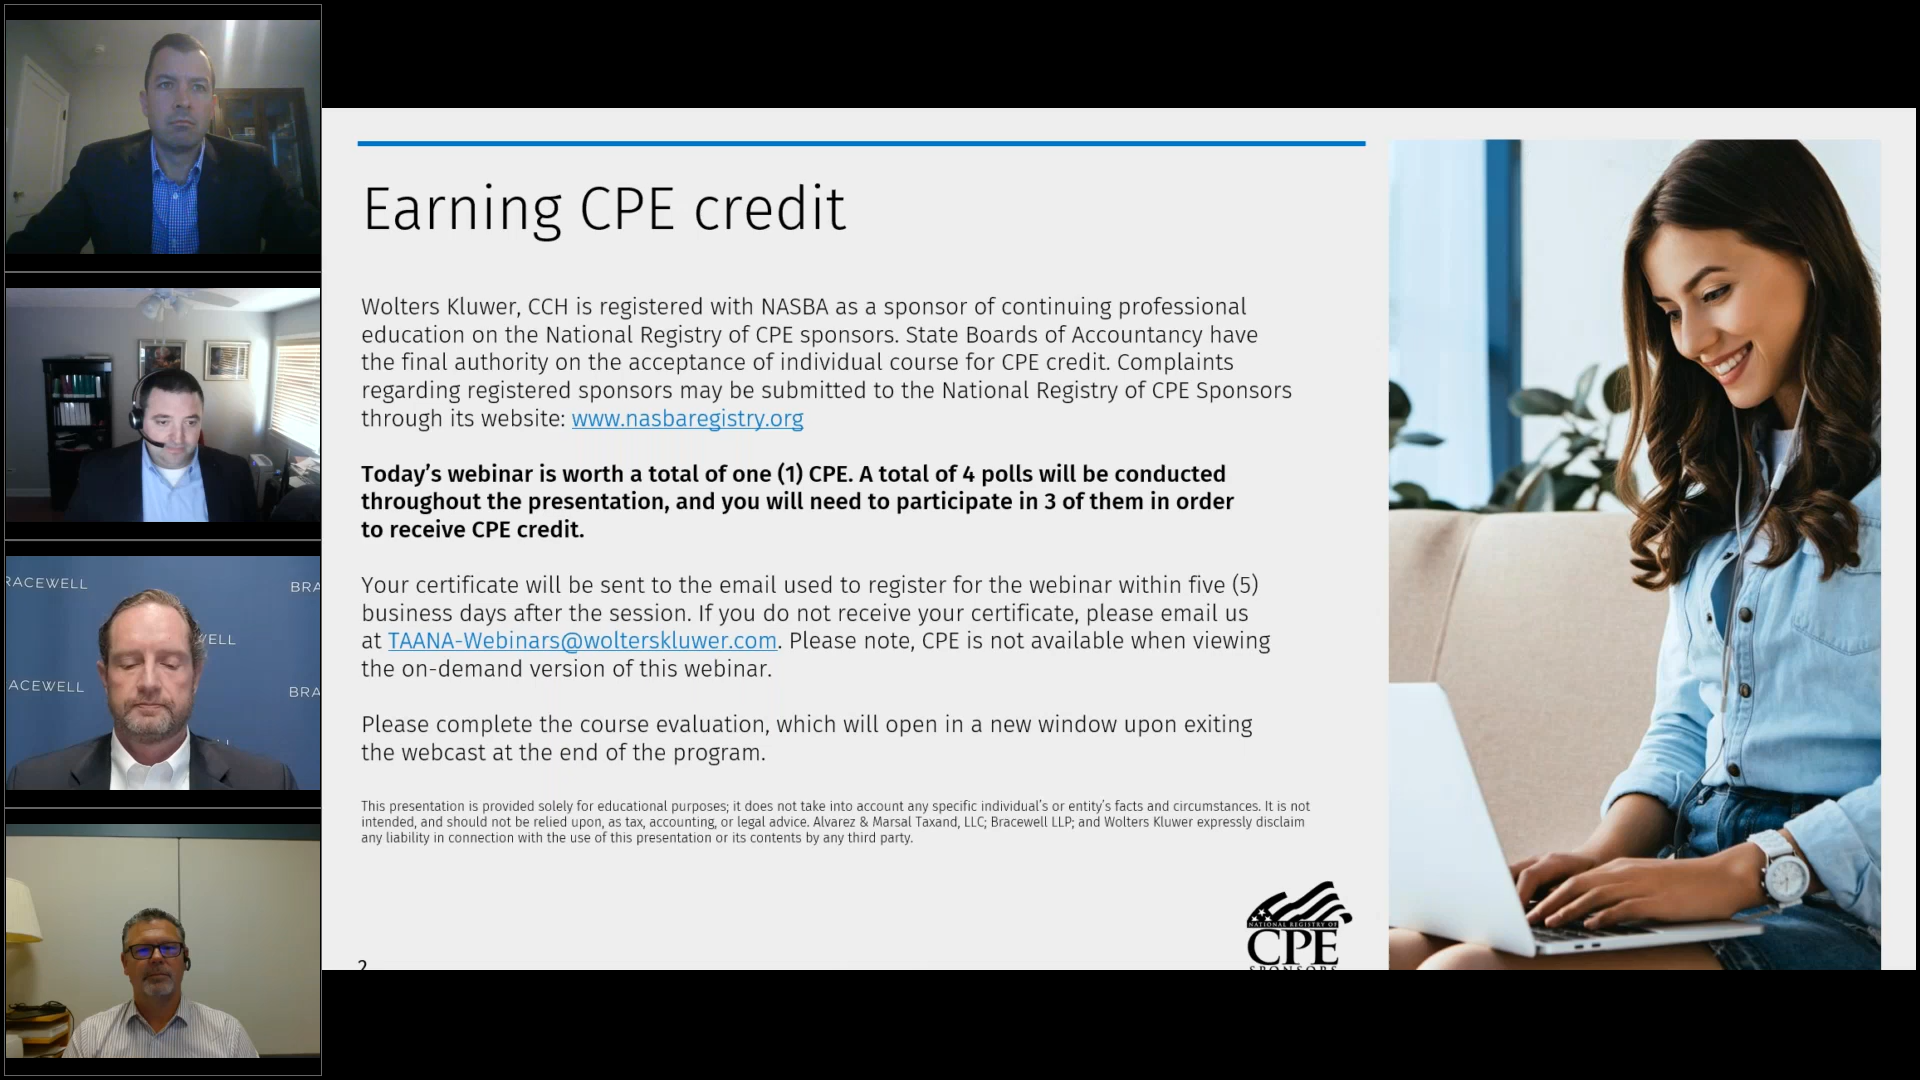 Earning CPE credit
Wolters Kluwer, CCH is registered with NASBA as a sponsor of continuing professional
education on the National Registry of CPE sponsors. State Boards of Accountancy have
the final authority on the acceptance of individual course for CPE credit. Complaints
regarding registered sponsors may be submitted to the National Registry of CPE Sponsors
through its website: www.nasbaregistry.org
Today’s webinar is worth a total of one (1) CPE. A total of 4 polls will be conducted
throughout the presentation, and you will need to participate in 3 of them in order
to receive CPE credit.
Your certificate will be sent to the email used to register for the webinar within five (5)
business days after the session. If you do not receive your certificate, please email us
at TAANA-Webinars@wolterskluwer.com. Please note, CPE is not available when viewing
the on-demand version of this webinar.
Please complete the course evaluation, which will open in a new window upon exiting
the webcast at the end of the program.
This presentation is provided solely for educational purposes; it does not take into account any specific individual’s or entity’s facts and circumstances. It is not
intended, and should not be relied upon, as tax, accounting, or legal advice. Alvarez & Marsal Taxand, LLC; Bracewell LLP; and Wolters Kluwer expressly disclaim
any liability in connection with the use of this presentation or its contents by any third party.
NATIONAL REGISTRY OF
CPE
SPONSORS
2
RACEWELL
BRA
WELL
ACEWELL
BRA